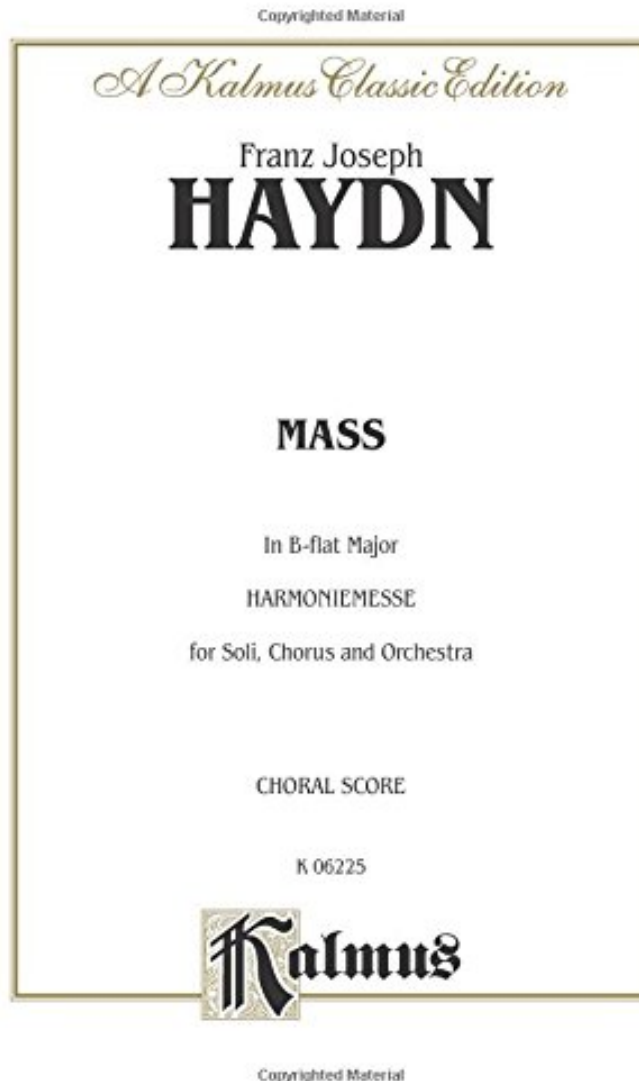 Copyrighted Material
A Kalmus Classic Edition
Franz Joseph
HAYDN
MASS
In B-flat Major
HARMONIEMESSE
for Soli, Chorus and Orchestra
CHORAL SCORE
K 06225
Kalmus
Copyrighted Material